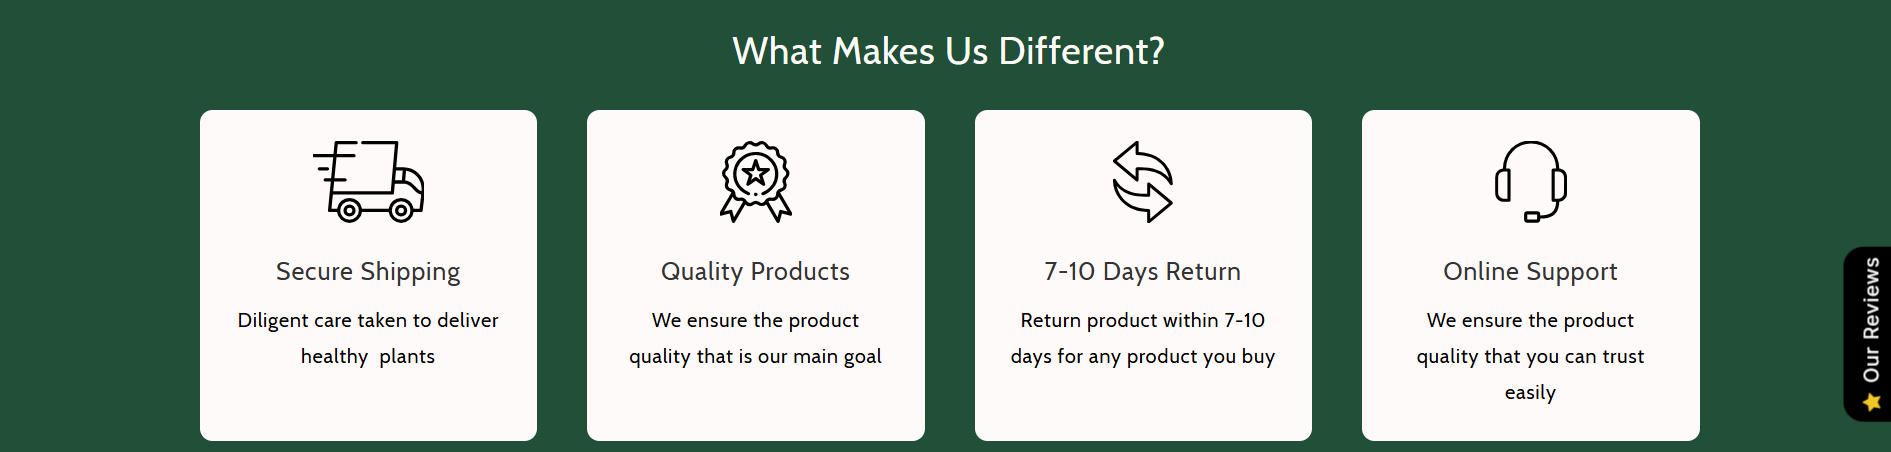 What Makes Us Different?
Secure Shipping
Diligent care taken to deliver
healthy  plants
Quality Products
We ensure the product
quality that is our main goal
7-10 Days Return
Return product within 7-10
days for any product you buy
Online Support
We ensure the product
quality that you can trust
easily
Our Reviews